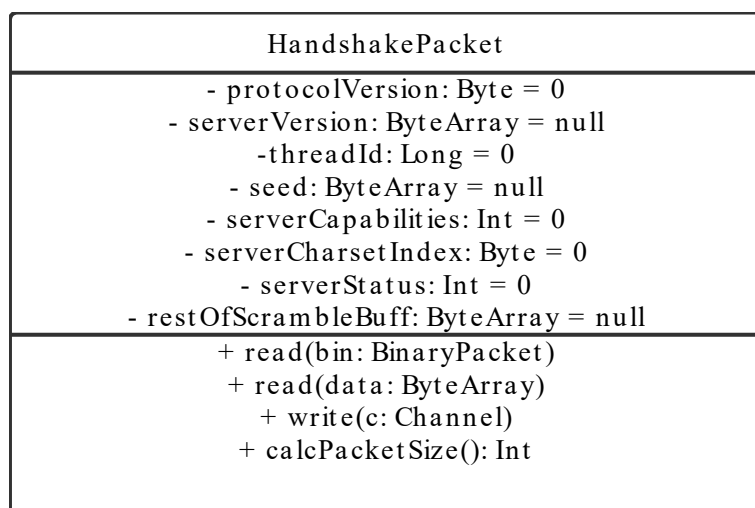 HandshakePacket
- protocolVersion: Byte = 0
- serverVersion: ByteArray = null
-threadId: Long = 0
- seed: ByteArray = null
- serverCapabilities: Int = 0
- serverCharsetIndex: Byte = 0
- serverStatus: Int = 0
- restOfScrambleBuff: ByteArray = null
+ read(bin: BinaryPacket)
+ read(data: ByteArray)
+ write(c: Channel)
+ calcPacketSize(): Int